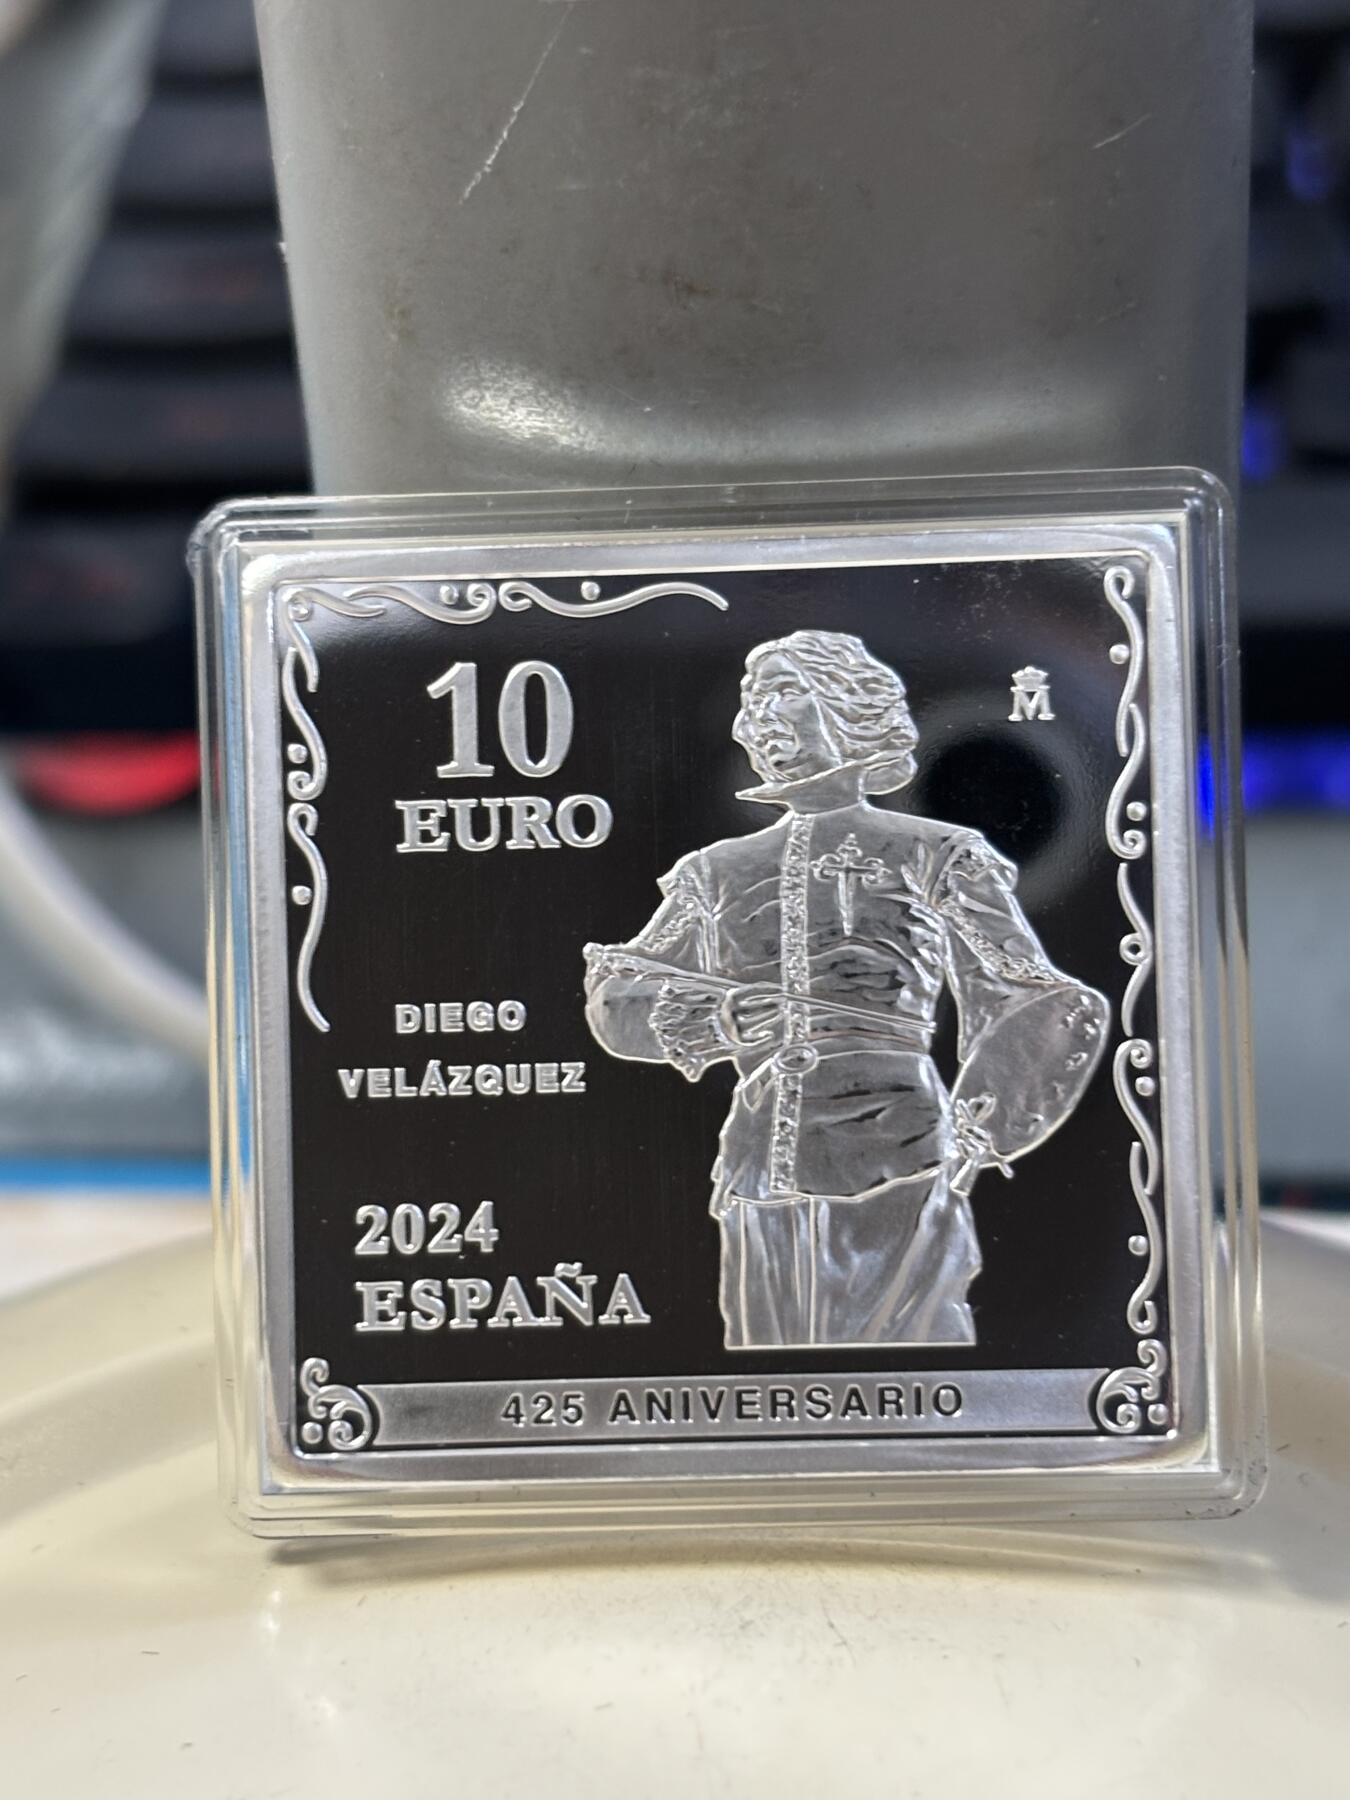 10
EURO
M
DIEGO
VELÁZQUEZ
2024
ESPAÑA
425 ANIVERSARIO